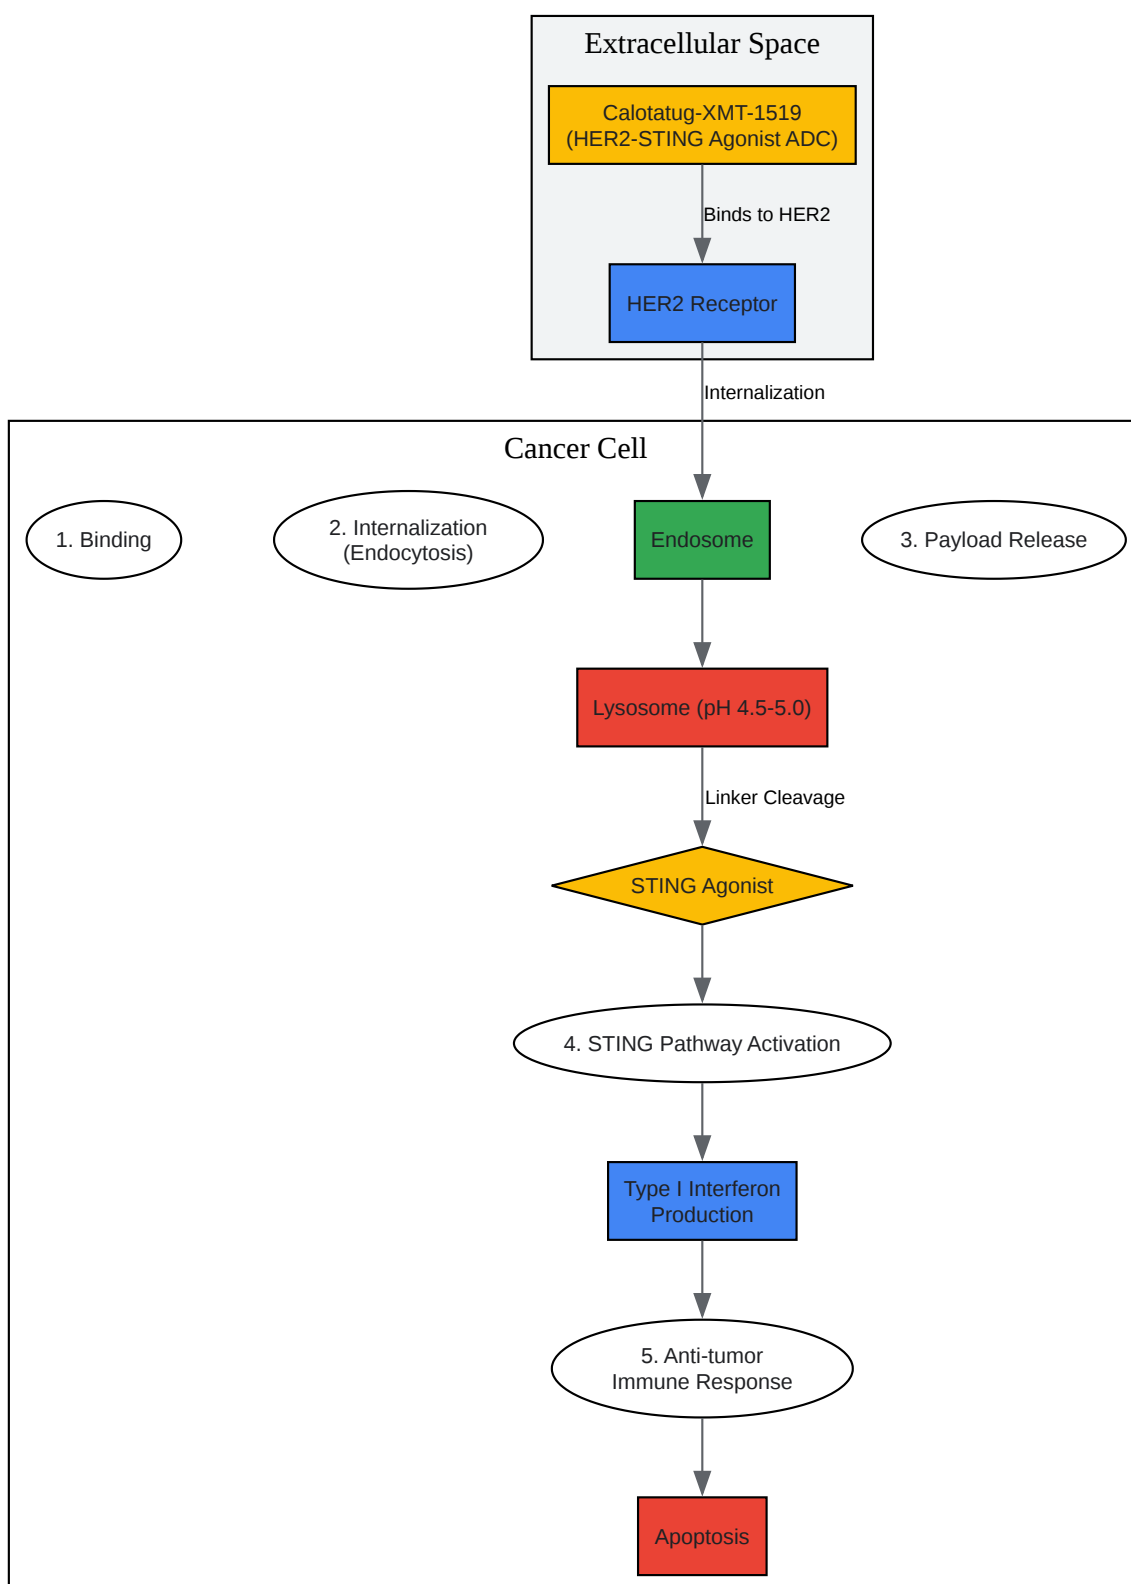 Extracellular Space
Calotatug-XMT-1519
(HER2-STING Agonist ADC)
Binds to HER2
HER2 Receptor
Internalization
Cancer Cell
1. Binding
2. Internalization
(Endocytosis)
Endosome
3. Payload Release
Lysosome (pH 4.5-5.0)
Linker Cleavage
STING Agonist
4. STING Pathway Activation
Type I Interferon
Production
5. Anti-tumor
Immune Response
Apoptosis